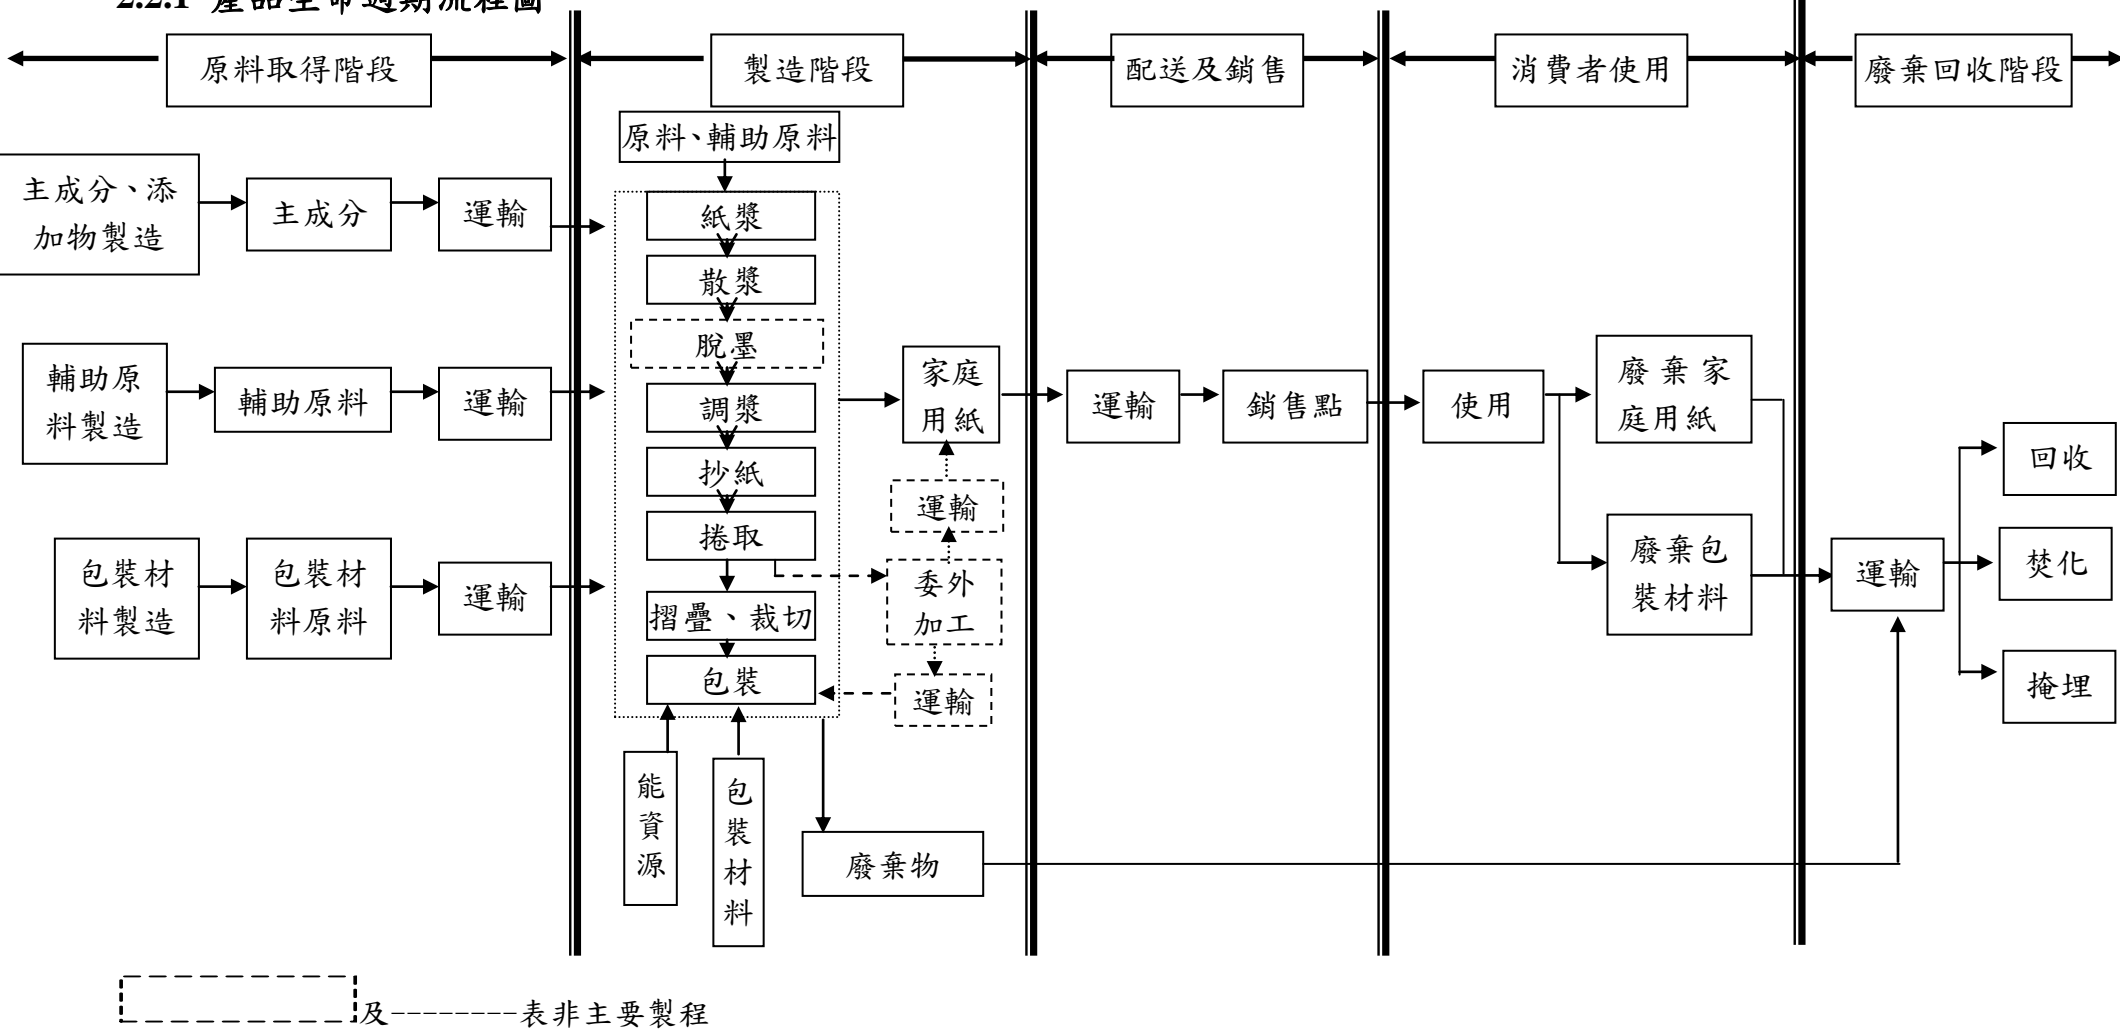 2.2.1 產品生命週期流程圖
原料取得階段
製造階段
配送及銷售
消費者使用
廢棄回收階段
主成分、添
加物製造
主成分
運輸
輔助原
料製造
輔助原料
運輸
包裝材
料製造
包裝材
料原料
運輸
原料、輔助原料
紙漿
散漿
脫墨
調漿
抄紙
捲取
摺疊、裁切
包裝
能
資
源
包
裝
材
料
廢棄物
家庭
用紙
運輸
委外
加工
運輸
運輸
銷售點
使用
廢棄家
庭用紙
廢棄包
裝材料
運輸
回收
焚化
掩埋
及--------表非主要製程